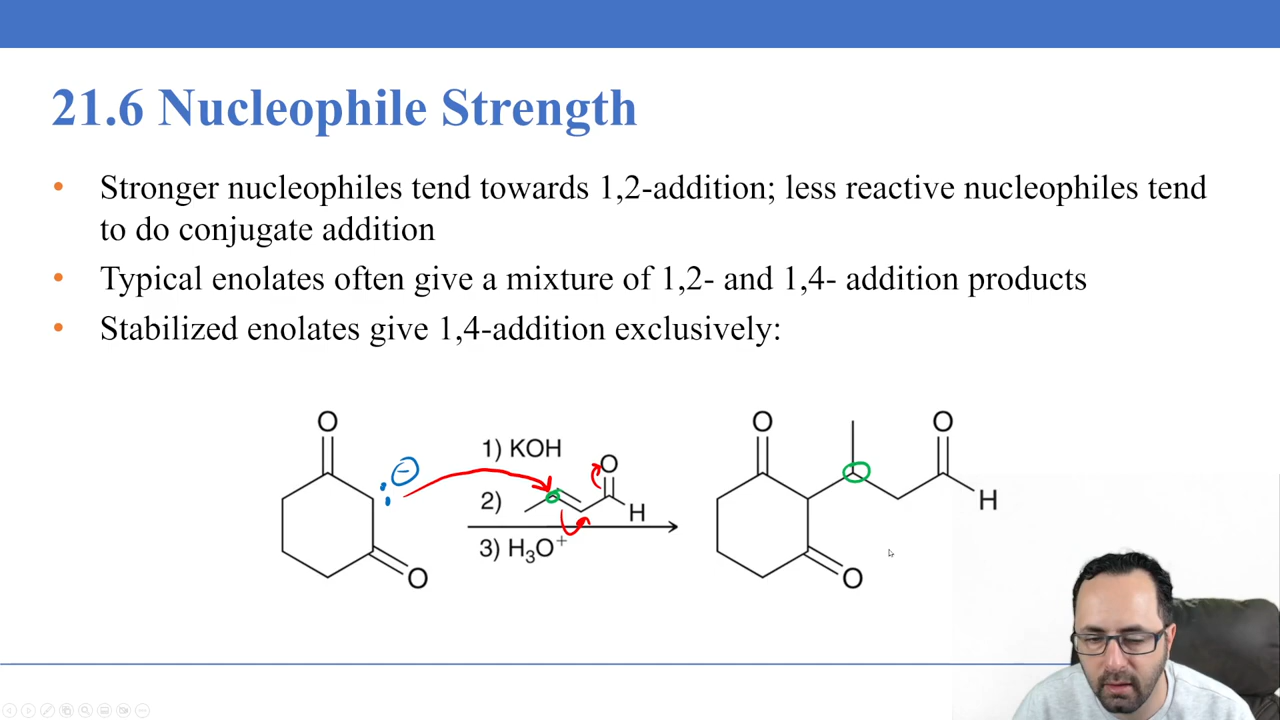 21.6 Nucleophile Strength
• Stronger nucleophiles tend towards 1,2-addition; less reactive nucleophiles tend
to do conjugate addition
• Typical enolates often give a mixture of 1,2- and 1,4- addition products
• Stabilized enolates give 1,4-addition exclusively:
O
O
⊖
1) KOH
2)
O
H
3) H₃O⁺
O
O
O
H